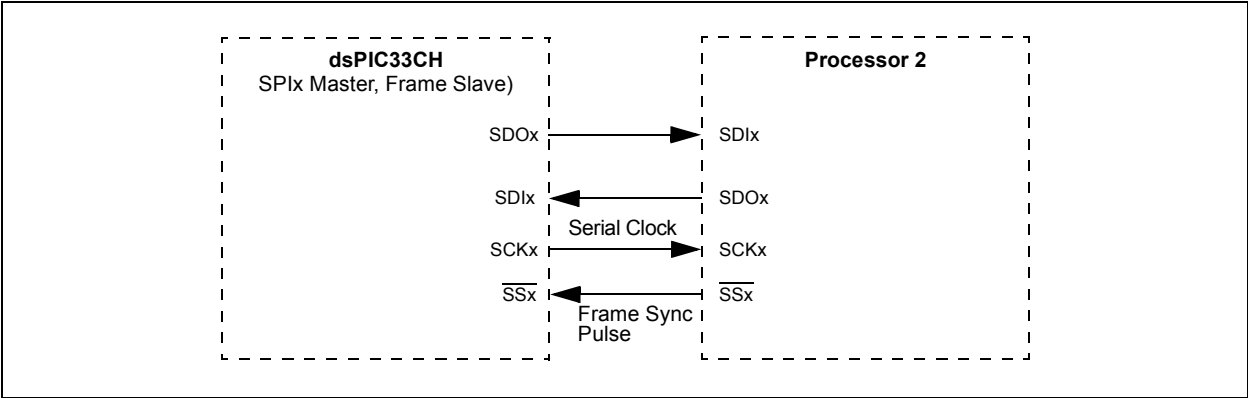 dsPIC33CH
SPIx Master, Frame Slave)
Processor 2
SDOx
SDIx
SDIx
SDOx
Serial Clock
SCKx
SCKx
SSx
SSx
Frame Sync
Pulse